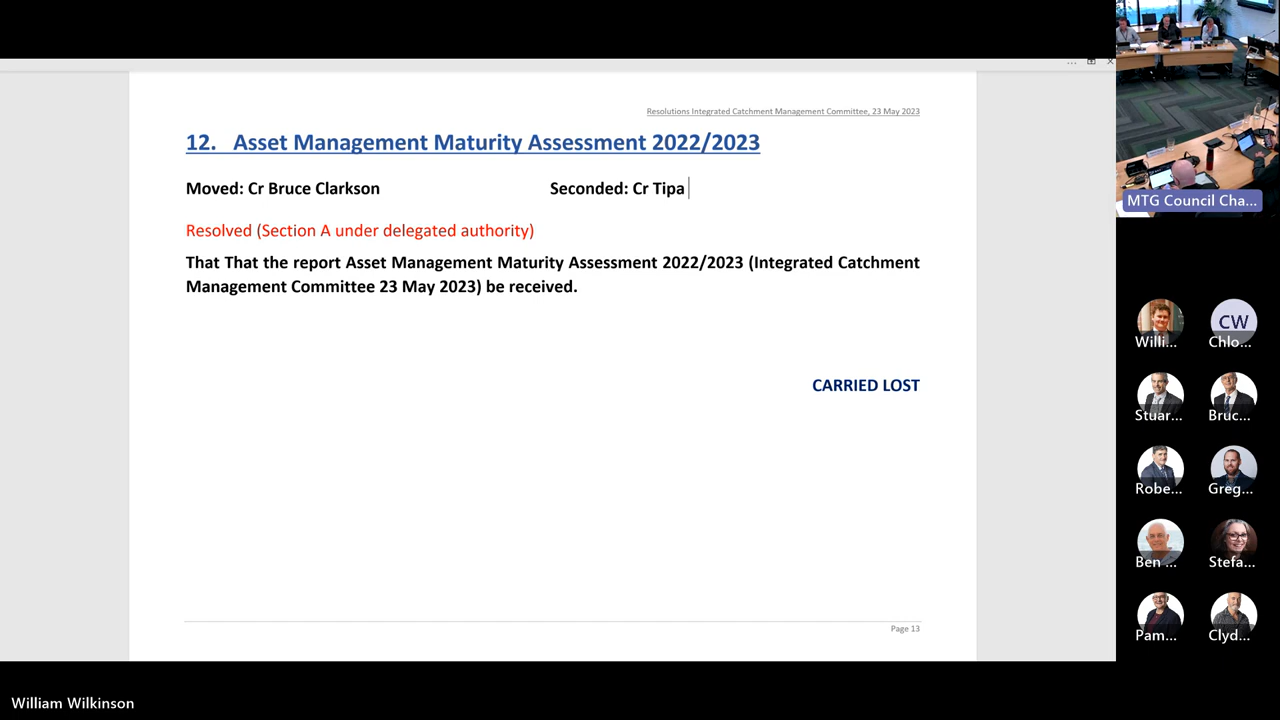 Resolutions Integrated Catchment Management Committee, 23 May 2023
12. Asset Management Maturity Assessment 2022/2023
Moved: Cr Bruce Clarkson Seconded: Cr Tipa
Resolved (Section A under delegated authority)
That That the report Asset Management Maturity Assessment 2022/2023 (Integrated Catchment
Management Committee 23 May 2023) be received.
CARRIED LOST
Page 13
MTG Council Cha...
CW
Willi... Chlo...
Stuar... Bruc...
Robe... Greg...
Ben ... Stefa...
Pam... Clyd...
William Wilkinson